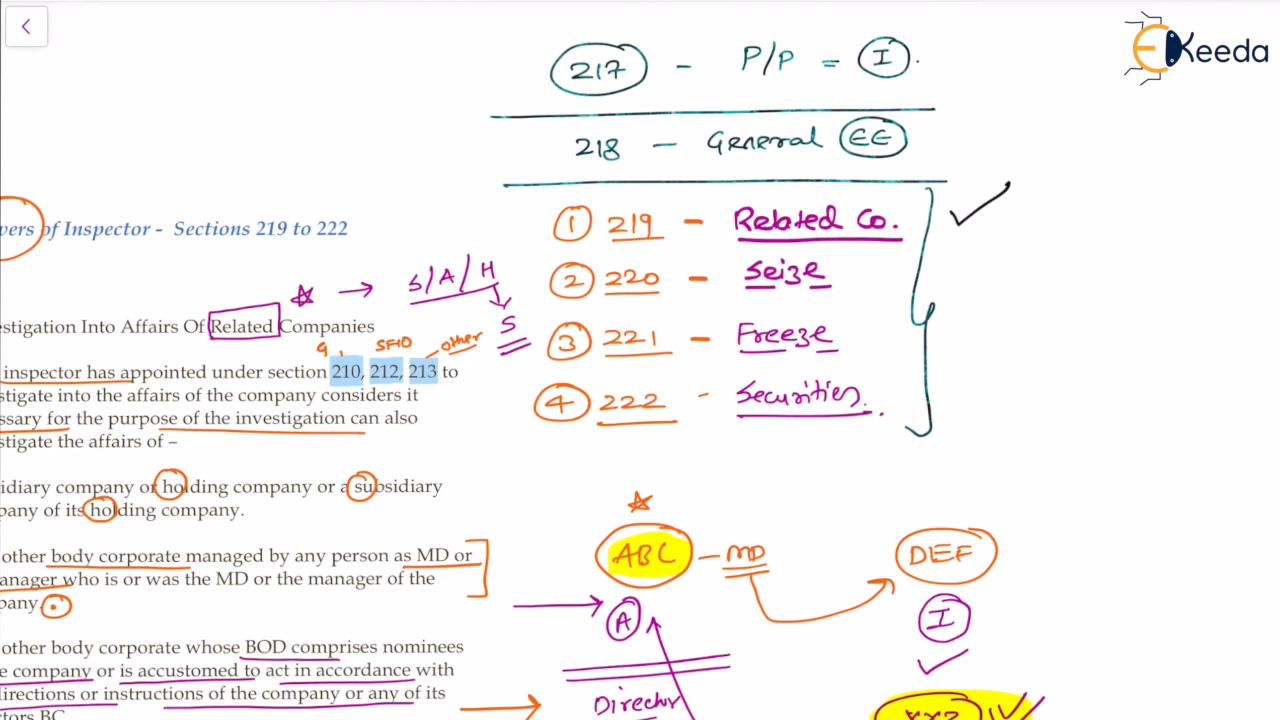 EKeeda
217 - P/P = I.
218 - General EE
1 219 - Related Co.
2 220 - Seize
3 221 - Freeze
4 222 - Securities.
vers of Inspector - Sections 219 to 222
→ S/A/H
S
estigation Into Affairs Of Related Companies
SFIO other
inspector has appointed under section 210, 212, 213 to
stigate into the affairs of the company considers it
ssary for the purpose of the investigation can also
stigate the affairs of –
idiary company or holding company or a subsidiary
pany of its holding company.
other body corporate managed by any person as MD or
anager who is or was the MD or the manager of the
pany.
other body corporate whose BOD comprises nominees
e company or is accustomed to act in accordance with
directions or instructions of the company or any of its
ctors BC
ABC - MD DEF
A I
Director